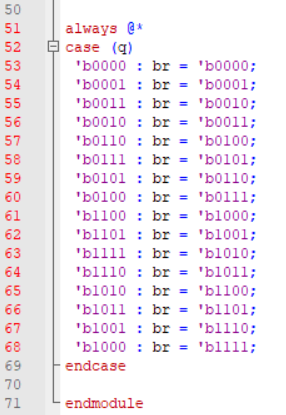 50
51 always @*
52 case (q)
53 'b0000 : br = 'b0000;
54 'b0001 : br = 'b0001;
55 'b0011 : br = 'b0010;
56 'b0010 : br = 'b0011;
57 'b0110 : br = 'b0100;
58 'b0111 : br = 'b0101;
59 'b0101 : br = 'b0110;
60 'b0100 : br = 'b0111;
61 'b1100 : br = 'b1000;
62 'b1101 : br = 'b1001;
63 'b1111 : br = 'b1010;
64 'b1110 : br = 'b1011;
65 'b1010 : br = 'b1100;
66 'b1011 : br = 'b1101;
67 'b1001 : br = 'b1110;
68 'b1000 : br = 'b1111;
69 endcase
70
71 endmodule